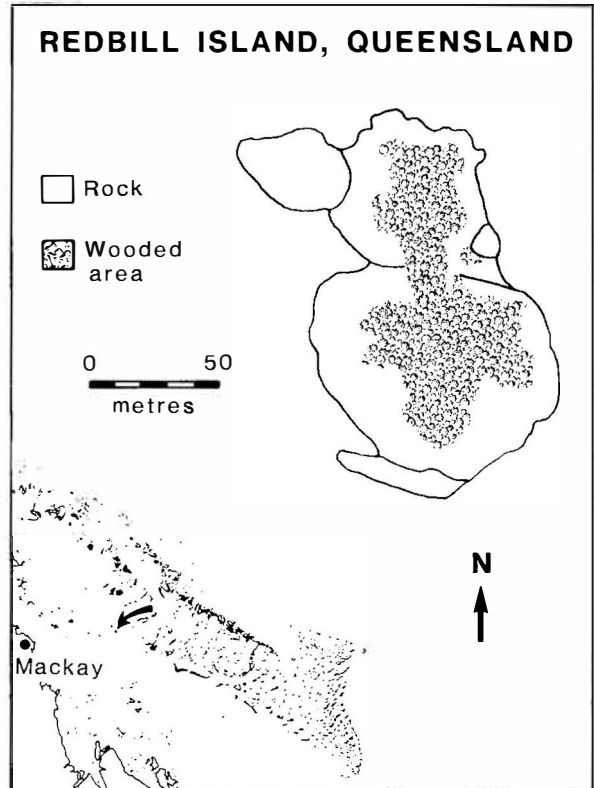 REDBILL ISLAND, QUEENSLAND
Rock
Wooded
area
0 50
metres
N
Mackay